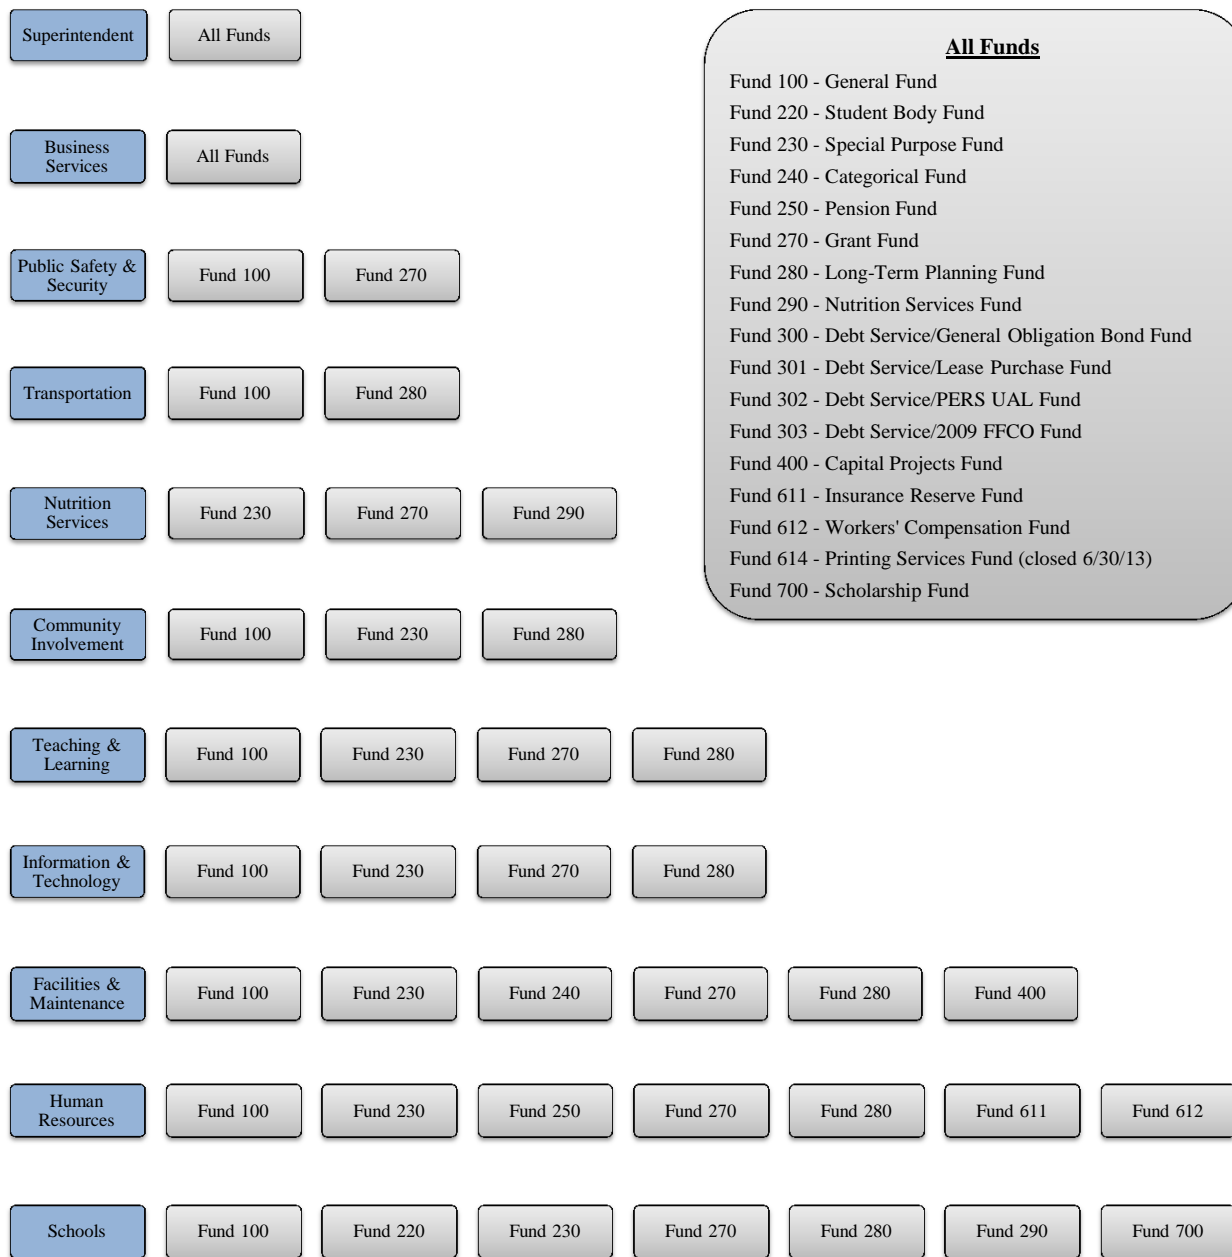 Superintendent
All Funds
Business
Services
All Funds
Public Safety &
Security
Fund 100
Fund 270
Transportation
Fund 100
Fund 280
Nutrition
Services
Fund 230
Fund 270
Fund 290
Community
Involvement
Fund 100
Fund 230
Fund 280
Teaching &
Learning
Fund 100
Fund 230
Fund 270
Fund 280
Information &
Technology
Fund 100
Fund 230
Fund 270
Fund 280
Facilities &
Maintenance
Fund 100
Fund 230
Fund 240
Fund 270
Fund 280
Fund 400
Human
Resources
Fund 100
Fund 230
Fund 250
Fund 270
Fund 280
Fund 611
Fund 612
Schools
Fund 100
Fund 220
Fund 230
Fund 270
Fund 280
Fund 290
Fund 700
All Funds
Fund 100 - General Fund
Fund 220 - Student Body Fund
Fund 230 - Special Purpose Fund
Fund 240 - Categorical Fund
Fund 250 - Pension Fund
Fund 270 - Grant Fund
Fund 280 - Long-Term Planning Fund
Fund 290 - Nutrition Services Fund
Fund 300 - Debt Service/General Obligation Bond Fund
Fund 301 - Debt Service/Lease Purchase Fund
Fund 302 - Debt Service/PERS UAL Fund
Fund 303 - Debt Service/2009 FFCO Fund
Fund 400 - Capital Projects Fund
Fund 611 - Insurance Reserve Fund
Fund 612 - Workers' Compensation Fund
Fund 614 - Printing Services Fund (closed 6/30/13)
Fund 700 - Scholarship Fund